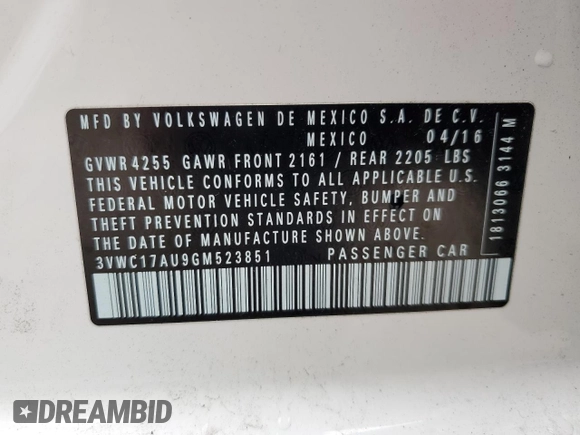 MFD BY VOLKSWAGEN DE MEXICO S.A. DE C.V.
MEXICO 04/16
GVWR 4255 GAWR FRONT 2161 / REAR 2205 LBS
THIS VEHICLE CONFORMS TO ALL APPLICABLE U.S.
FEDERAL MOTOR VEHICLE SAFETY, BUMPER AND
THEFT PREVENTION STANDARDS IN EFFECT ON
THE DATE OF MANUFACTURE SHOWN ABOVE.
3VWC17AU9GM523851 PASSENGER CAR
1813066 3144 M
DREAMBID